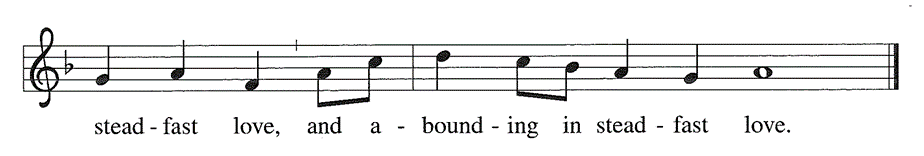 stead - fast love, and a - bound - ing in stead - fast love.